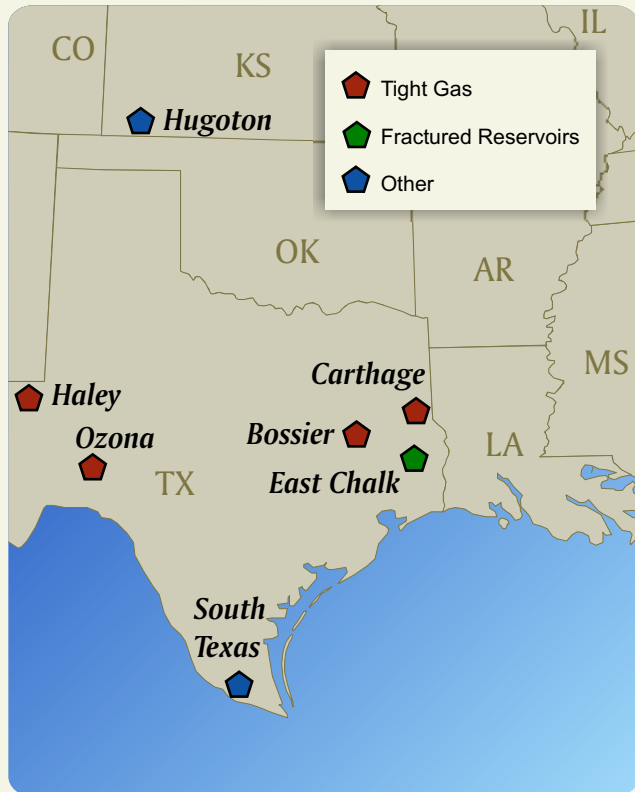 IL
CO
KS
Tight Gas
Fractured Reservoirs
Other
Hugoton
OK
AR
MS
Carthage
Haley
Bossier
Ozona
LA
East Chalk
TX
South
Texas